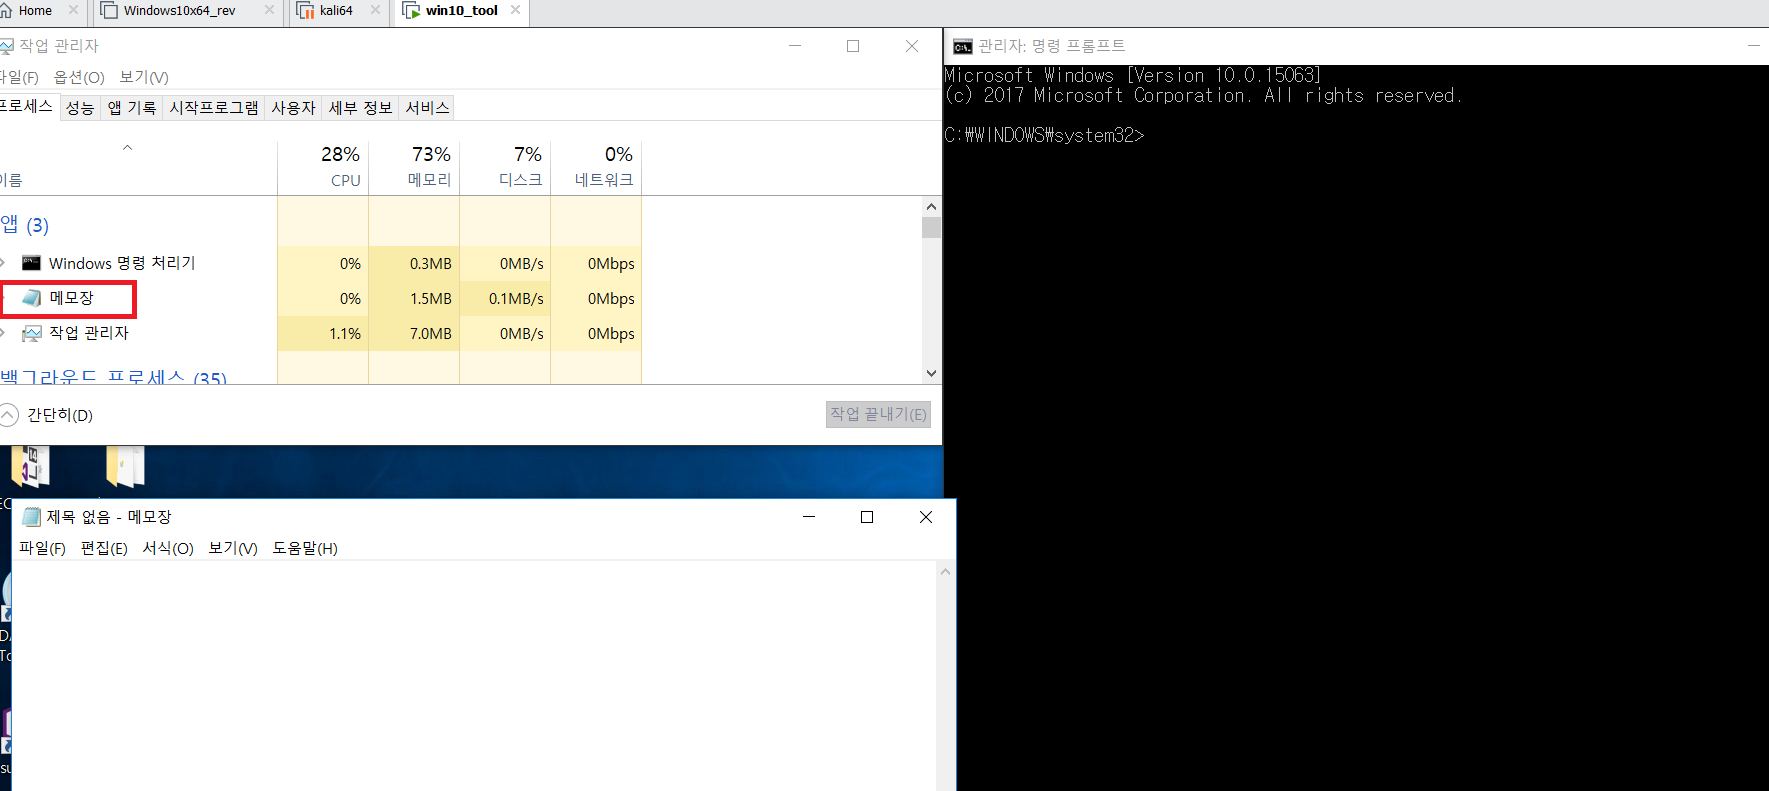 Home
Windows10x64_rev
kali64
win10_tool
작업 관리자
파일(F) 옵션(O) 보기(V)
프로세스 성능 앱 기록 시작프로그램 사용자 세부 정보 서비스
28% 73% 7% 0%
이름 CPU 메모리 디스크 네트워크
앱 (3)
Windows 명령 처리기 0% 0.3MB 0MB/s 0Mbps
메모장 0% 1.5MB 0.1MB/s 0Mbps
작업 관리자 1.1% 7.0MB 0MB/s 0Mbps
백그라운드 프로세스 (35)
간단히(D)
작업 끝내기(E)
관리자: 명령 프롬프트
Microsoft Windows [Version 10.0.15063]
(c) 2017 Microsoft Corporation. All rights reserved.
C:₩WINDOWS₩system32>
제목 없음 - 메모장
파일(F) 편집(E) 서식(O) 보기(V) 도움말(H)